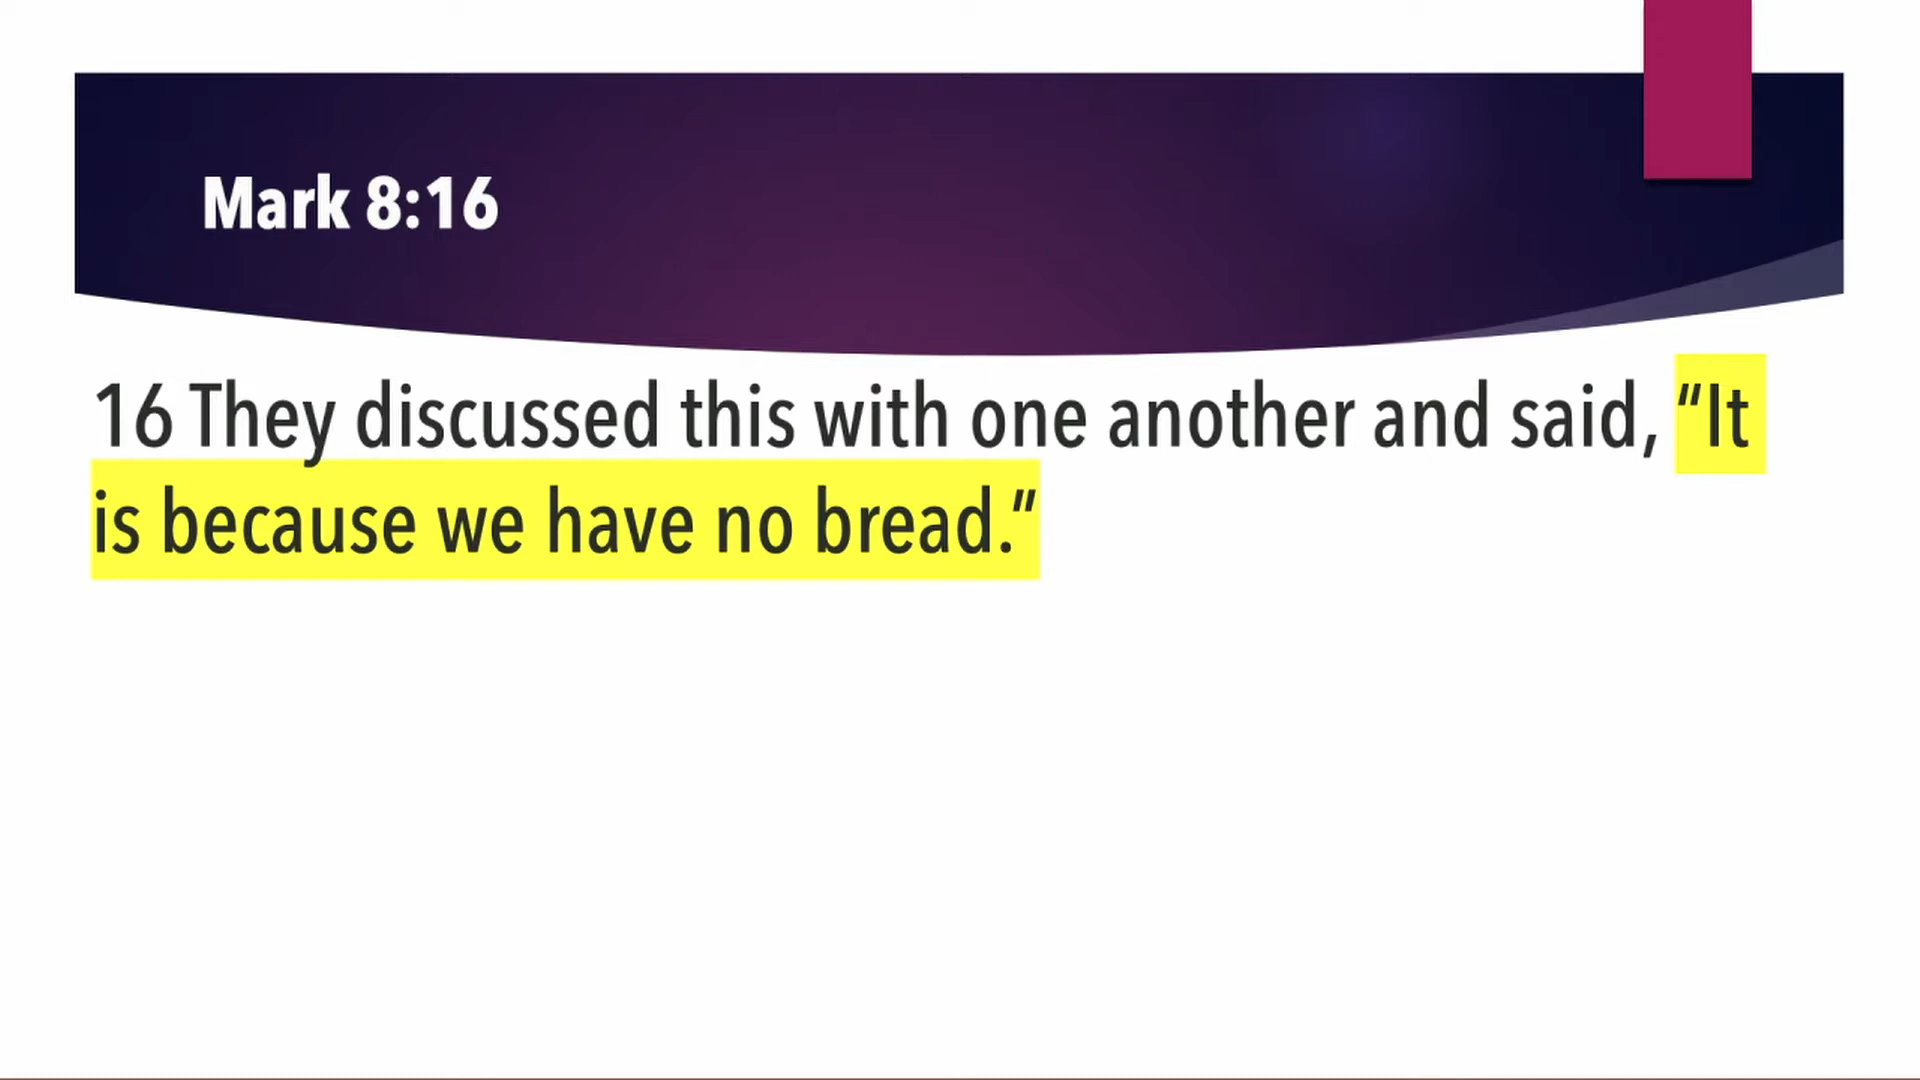 Mark 8:16
16 They discussed this with one another and said, “It
is because we have no bread.”